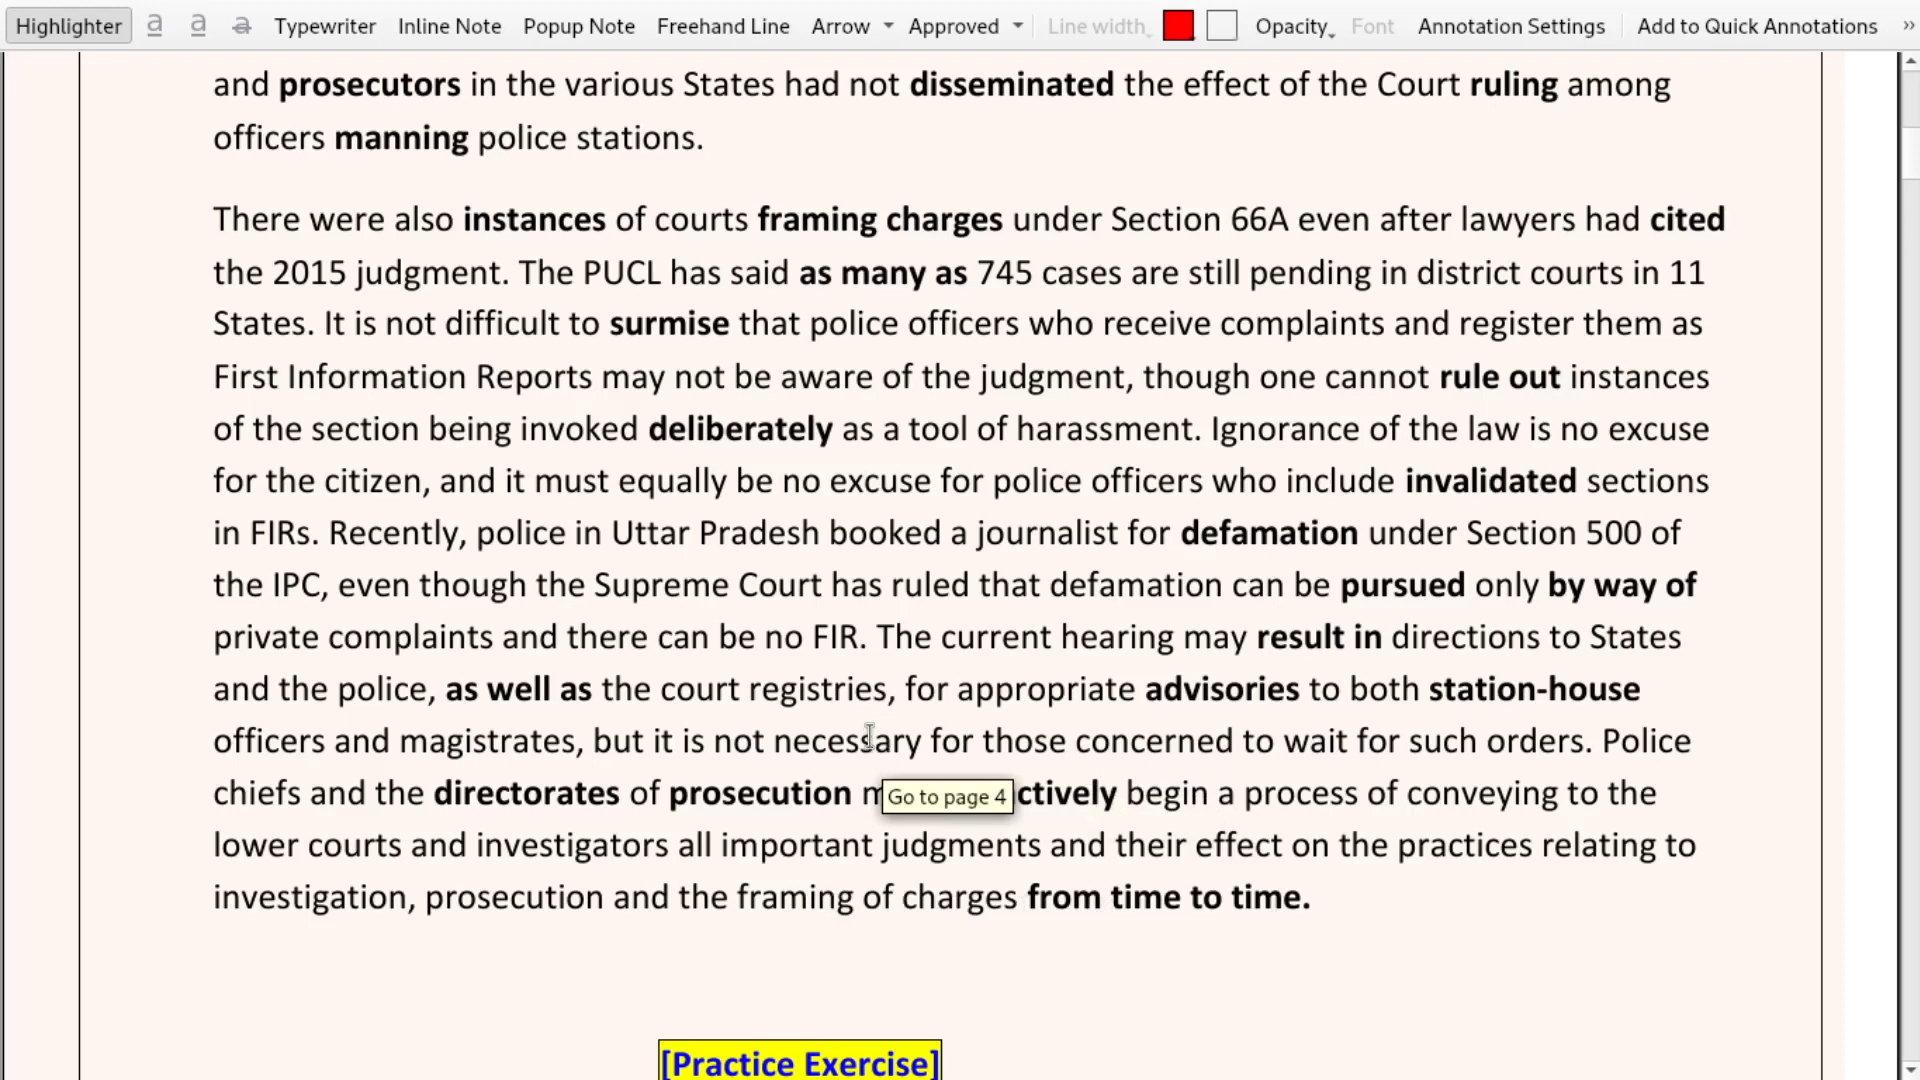 Highlighter a a a Typewriter Inline Note Popup Note Freehand Line Arrow Approved Line width Opacity Font Annotation Settings Add to Quick Annotations »
and prosecutors in the various States had not disseminated the effect of the Court ruling among
officers manning police stations.
There were also instances of courts framing charges under Section 66A even after lawyers had cited
the 2015 judgment. The PUCL has said as many as 745 cases are still pending in district courts in 11
States. It is not difficult to surmise that police officers who receive complaints and register them as
First Information Reports may not be aware of the judgment, though one cannot rule out instances
of the section being invoked deliberately as a tool of harassment. Ignorance of the law is no excuse
for the citizen, and it must equally be no excuse for police officers who include invalidated sections
in FIRs. Recently, police in Uttar Pradesh booked a journalist for defamation under Section 500 of
the IPC, even though the Supreme Court has ruled that defamation can be pursued only by way of
private complaints and there can be no FIR. The current hearing may result in directions to States
and the police, as well as the court registries, for appropriate advisories to both station-house
officers and magistrates, but it is not necessary for those concerned to wait for such orders. Police
chiefs and the directorates of prosecution m Go to page 4 ctively begin a process of conveying to the
lower courts and investigators all important judgments and their effect on the practices relating to
investigation, prosecution and the framing of charges from time to time.
[Practice Exercise]